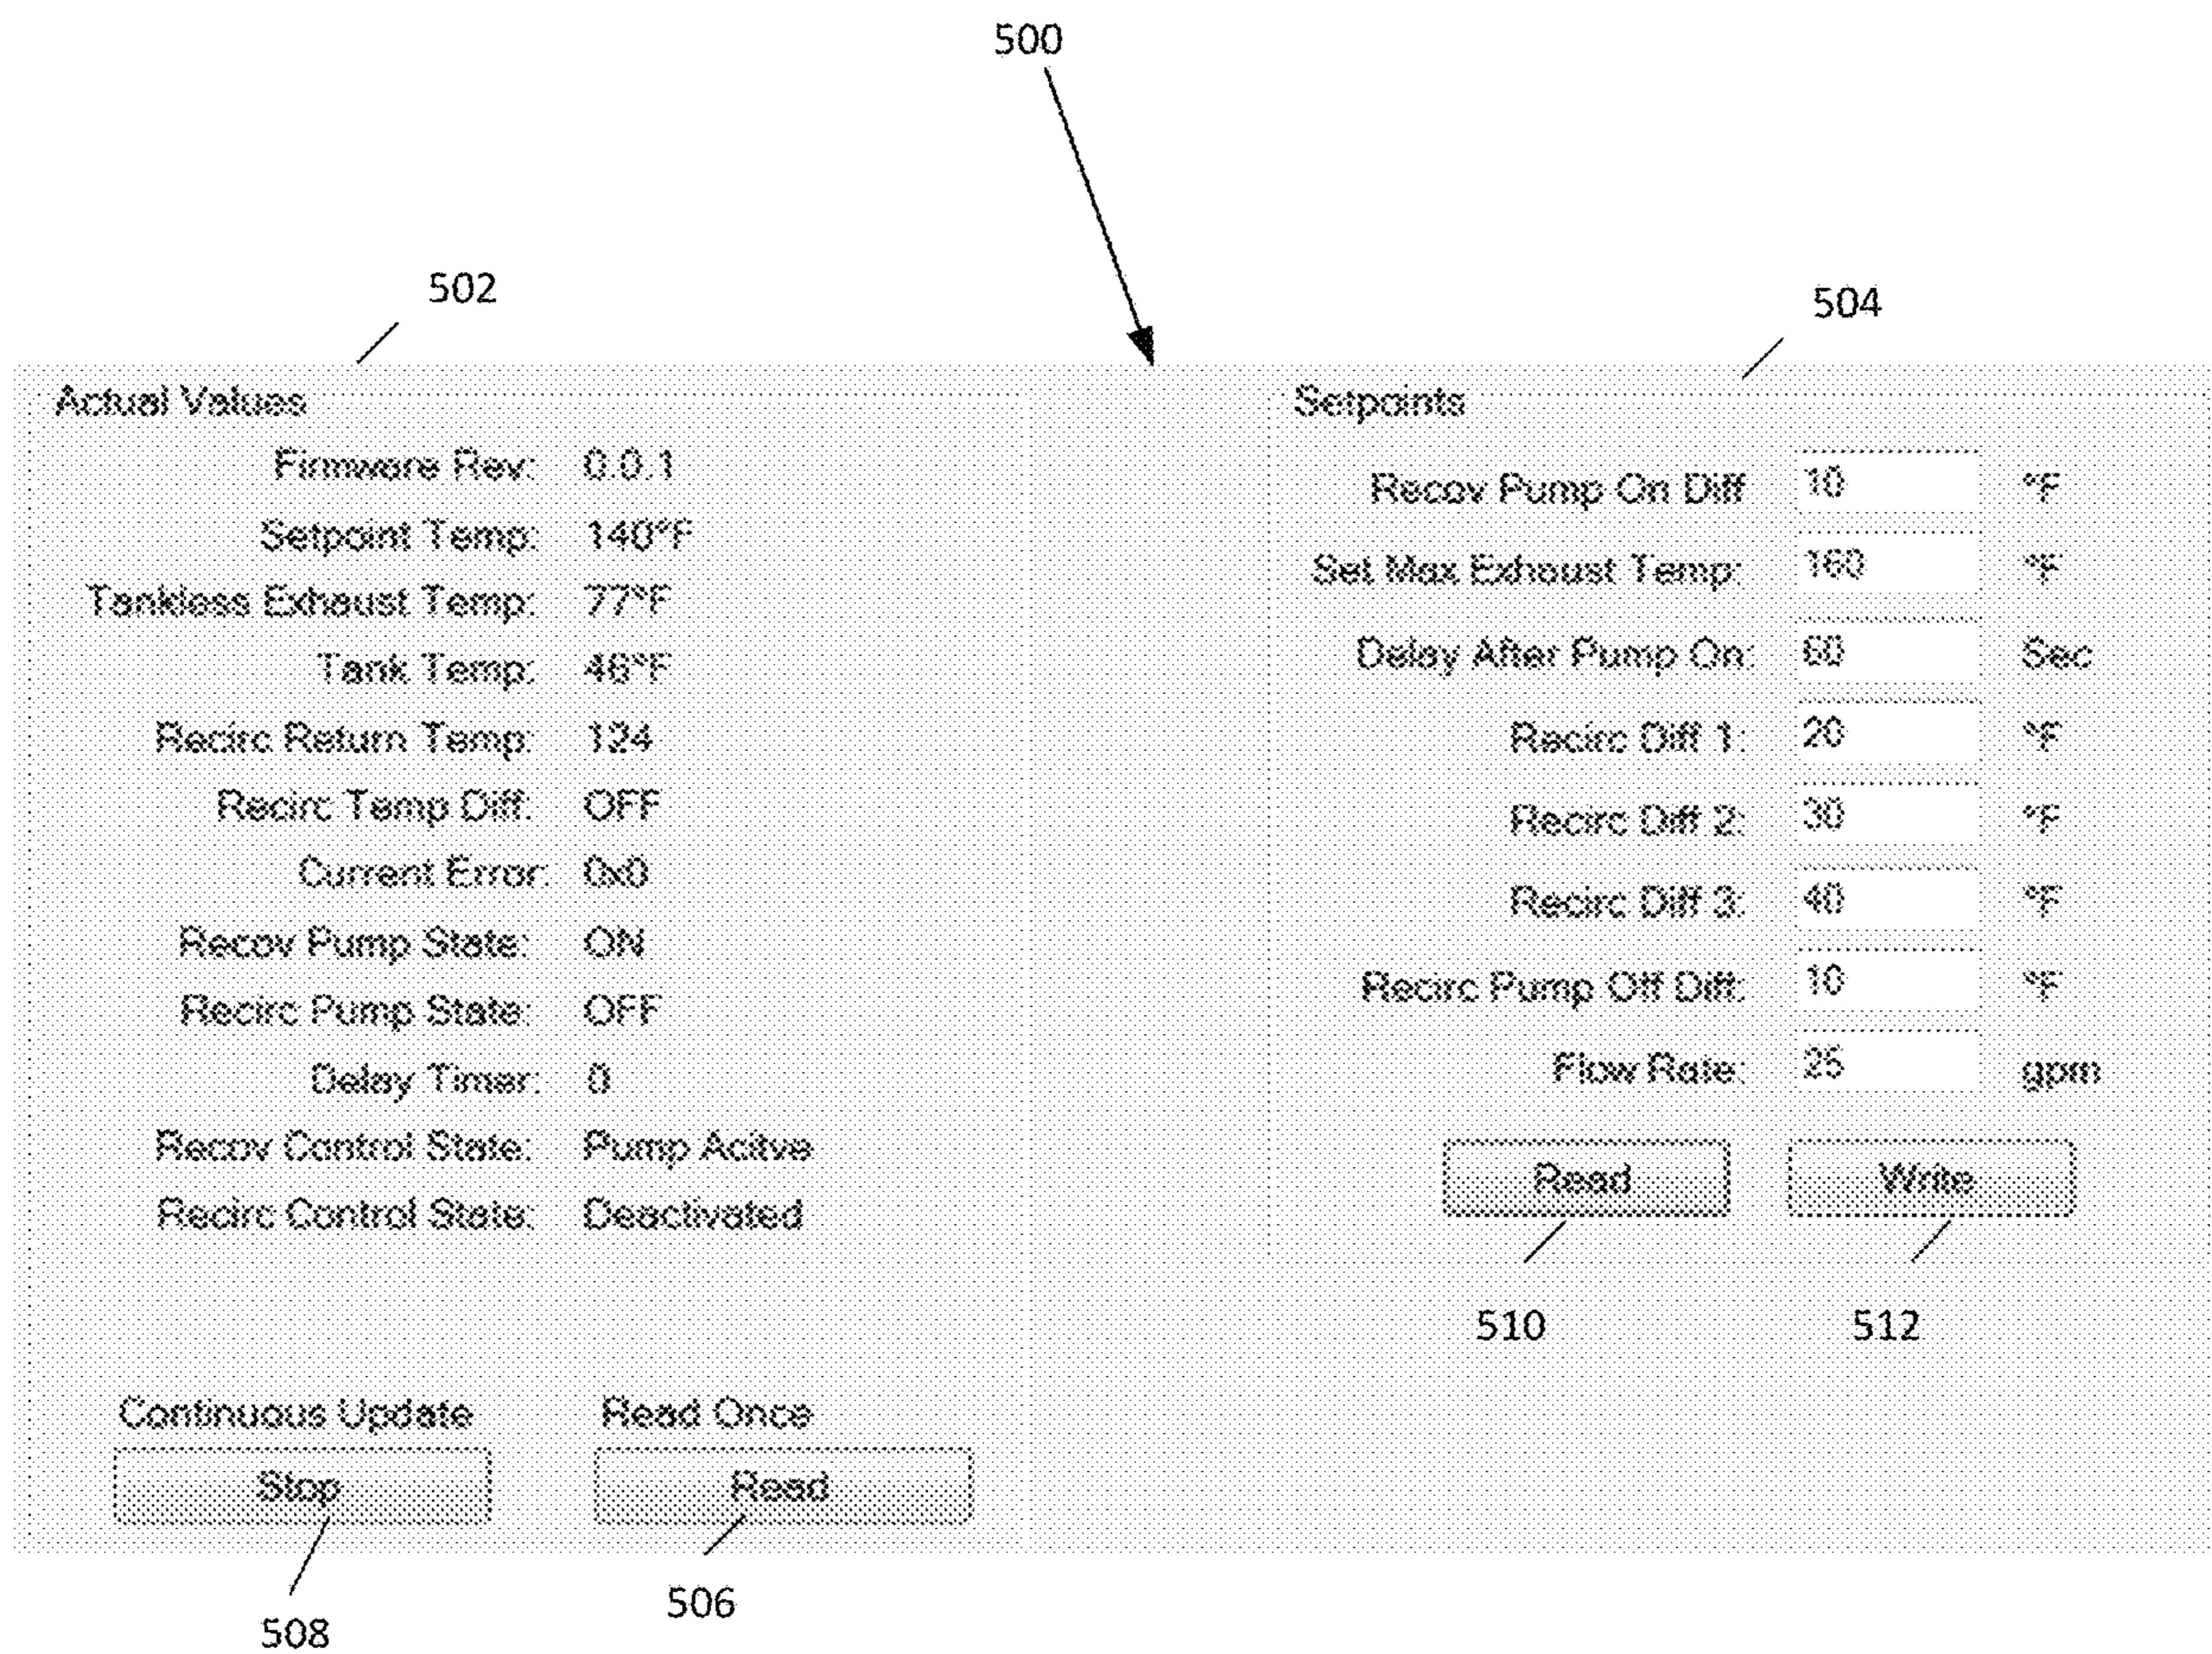 500
502
504
Actual Values
Firmware Rev: 0.0.1
Setpoint Temp: 140°F
Tankless Exhaust Temp: 77°F
Tank Temp: 46°F
Recirc Return Temp: 124
Recirc Temp Diff: OFF
Current Error: 0x0
Recov Pump State: ON
Recirc Pump State: OFF
Delay Timer: 0
Recov Control State: Pump Acitve
Recirc Control State: Deactivated
Continuous Update Read Once
Stop Read
508
506
Setpoints
Recov Pump On Diff 10 °F
Set Max Exhaust Temp: 160 °F
Delay After Pump On: 60 Sec
Recirc Diff 1: 20 °F
Recirc Diff 2: 30 °F
Recirc Diff 3: 40 °F
Recirc Pump Off Diff: 10 °F
Flow Rate: 25 gpm
Read Write
510 512